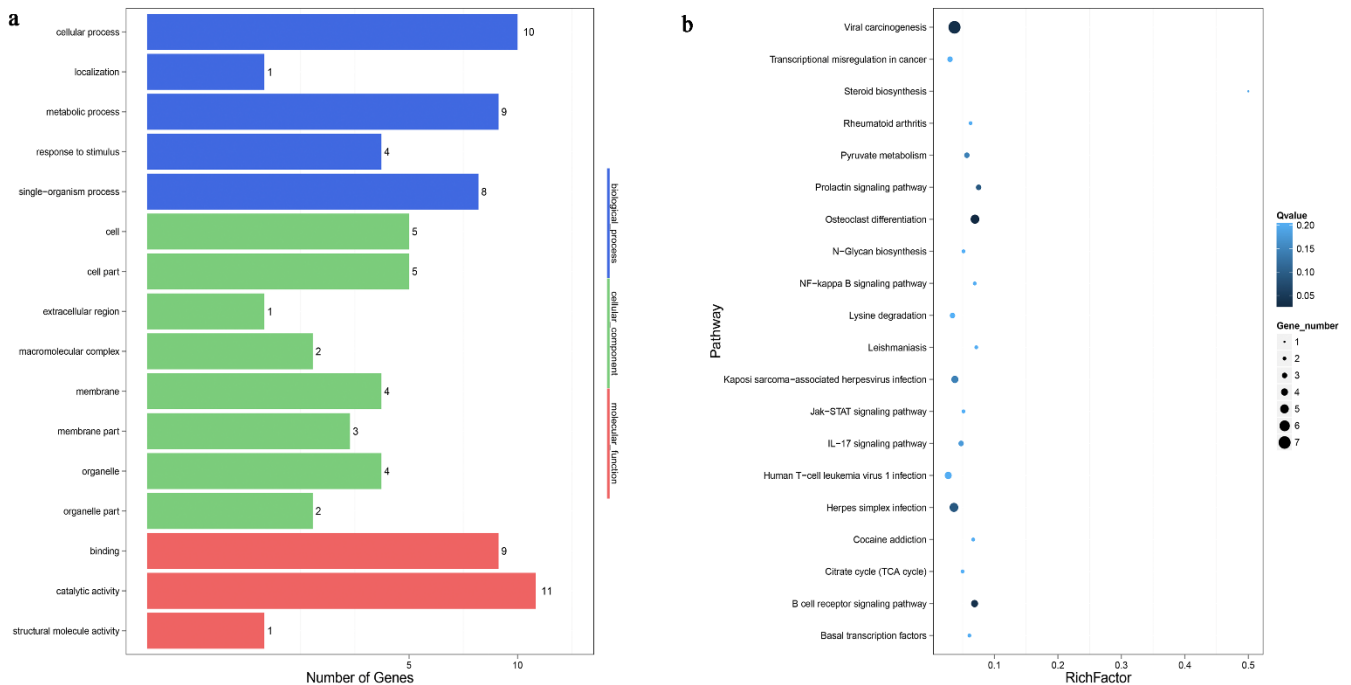 a
cellular process
10
localization
1
metabolic process
9
response to stimulus
4
single−organism process
8
cell
5
cell part
5
extracellular region
1
macromolecular complex
2
membrane
4
membrane part
3
organelle
4
organelle part
2
binding
9
catalytic activity
11
structural molecule activity
1
5
10
Number of Genes
biological_process
cellular_component
molecular_function
b
Pathway
Viral carcinogenesis
Transcriptional misregulation in cancer
Steroid biosynthesis
Rheumatoid arthritis
Pyruvate metabolism
Prolactin signaling pathway
Osteoclast differentiation
N−Glycan biosynthesis
NF−kappa B signaling pathway
Lysine degradation
Leishmaniasis
Kaposi sarcoma−associated herpesvirus infection
Jak−STAT signaling pathway
IL−17 signaling pathway
Human T−cell leukemia virus 1 infection
Herpes simplex infection
Cocaine addiction
Citrate cycle (TCA cycle)
B cell receptor signaling pathway
Basal transcription factors
0.1
0.2
0.3
0.4
0.5
RichFactor
Qvalue
0.20
0.15
0.10
0.05
Gene_number
1
2
3
4
5
6
7